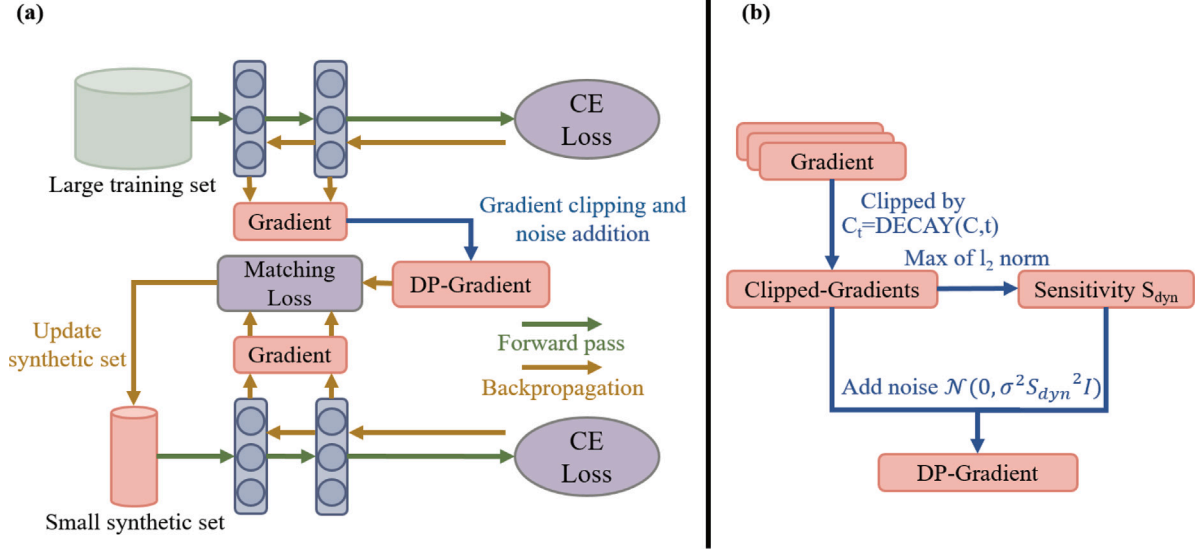 (a)
CE
Loss
Large training set
Gradient
Gradient clipping and
noise addition
Matching
Loss
DP-Gradient
Update
synthetic set
Forward pass
Gradient
Backpropagation
CE
Loss
Small synthetic set
(b)
Gradient
Clipped by
Cₜ=DECAY(C,t)
Max of l₂ norm
Clipped-Gradients
Sensitivity S_dyn
Add noise 𝒩(0, σ²S_dyn²I)
DP-Gradient